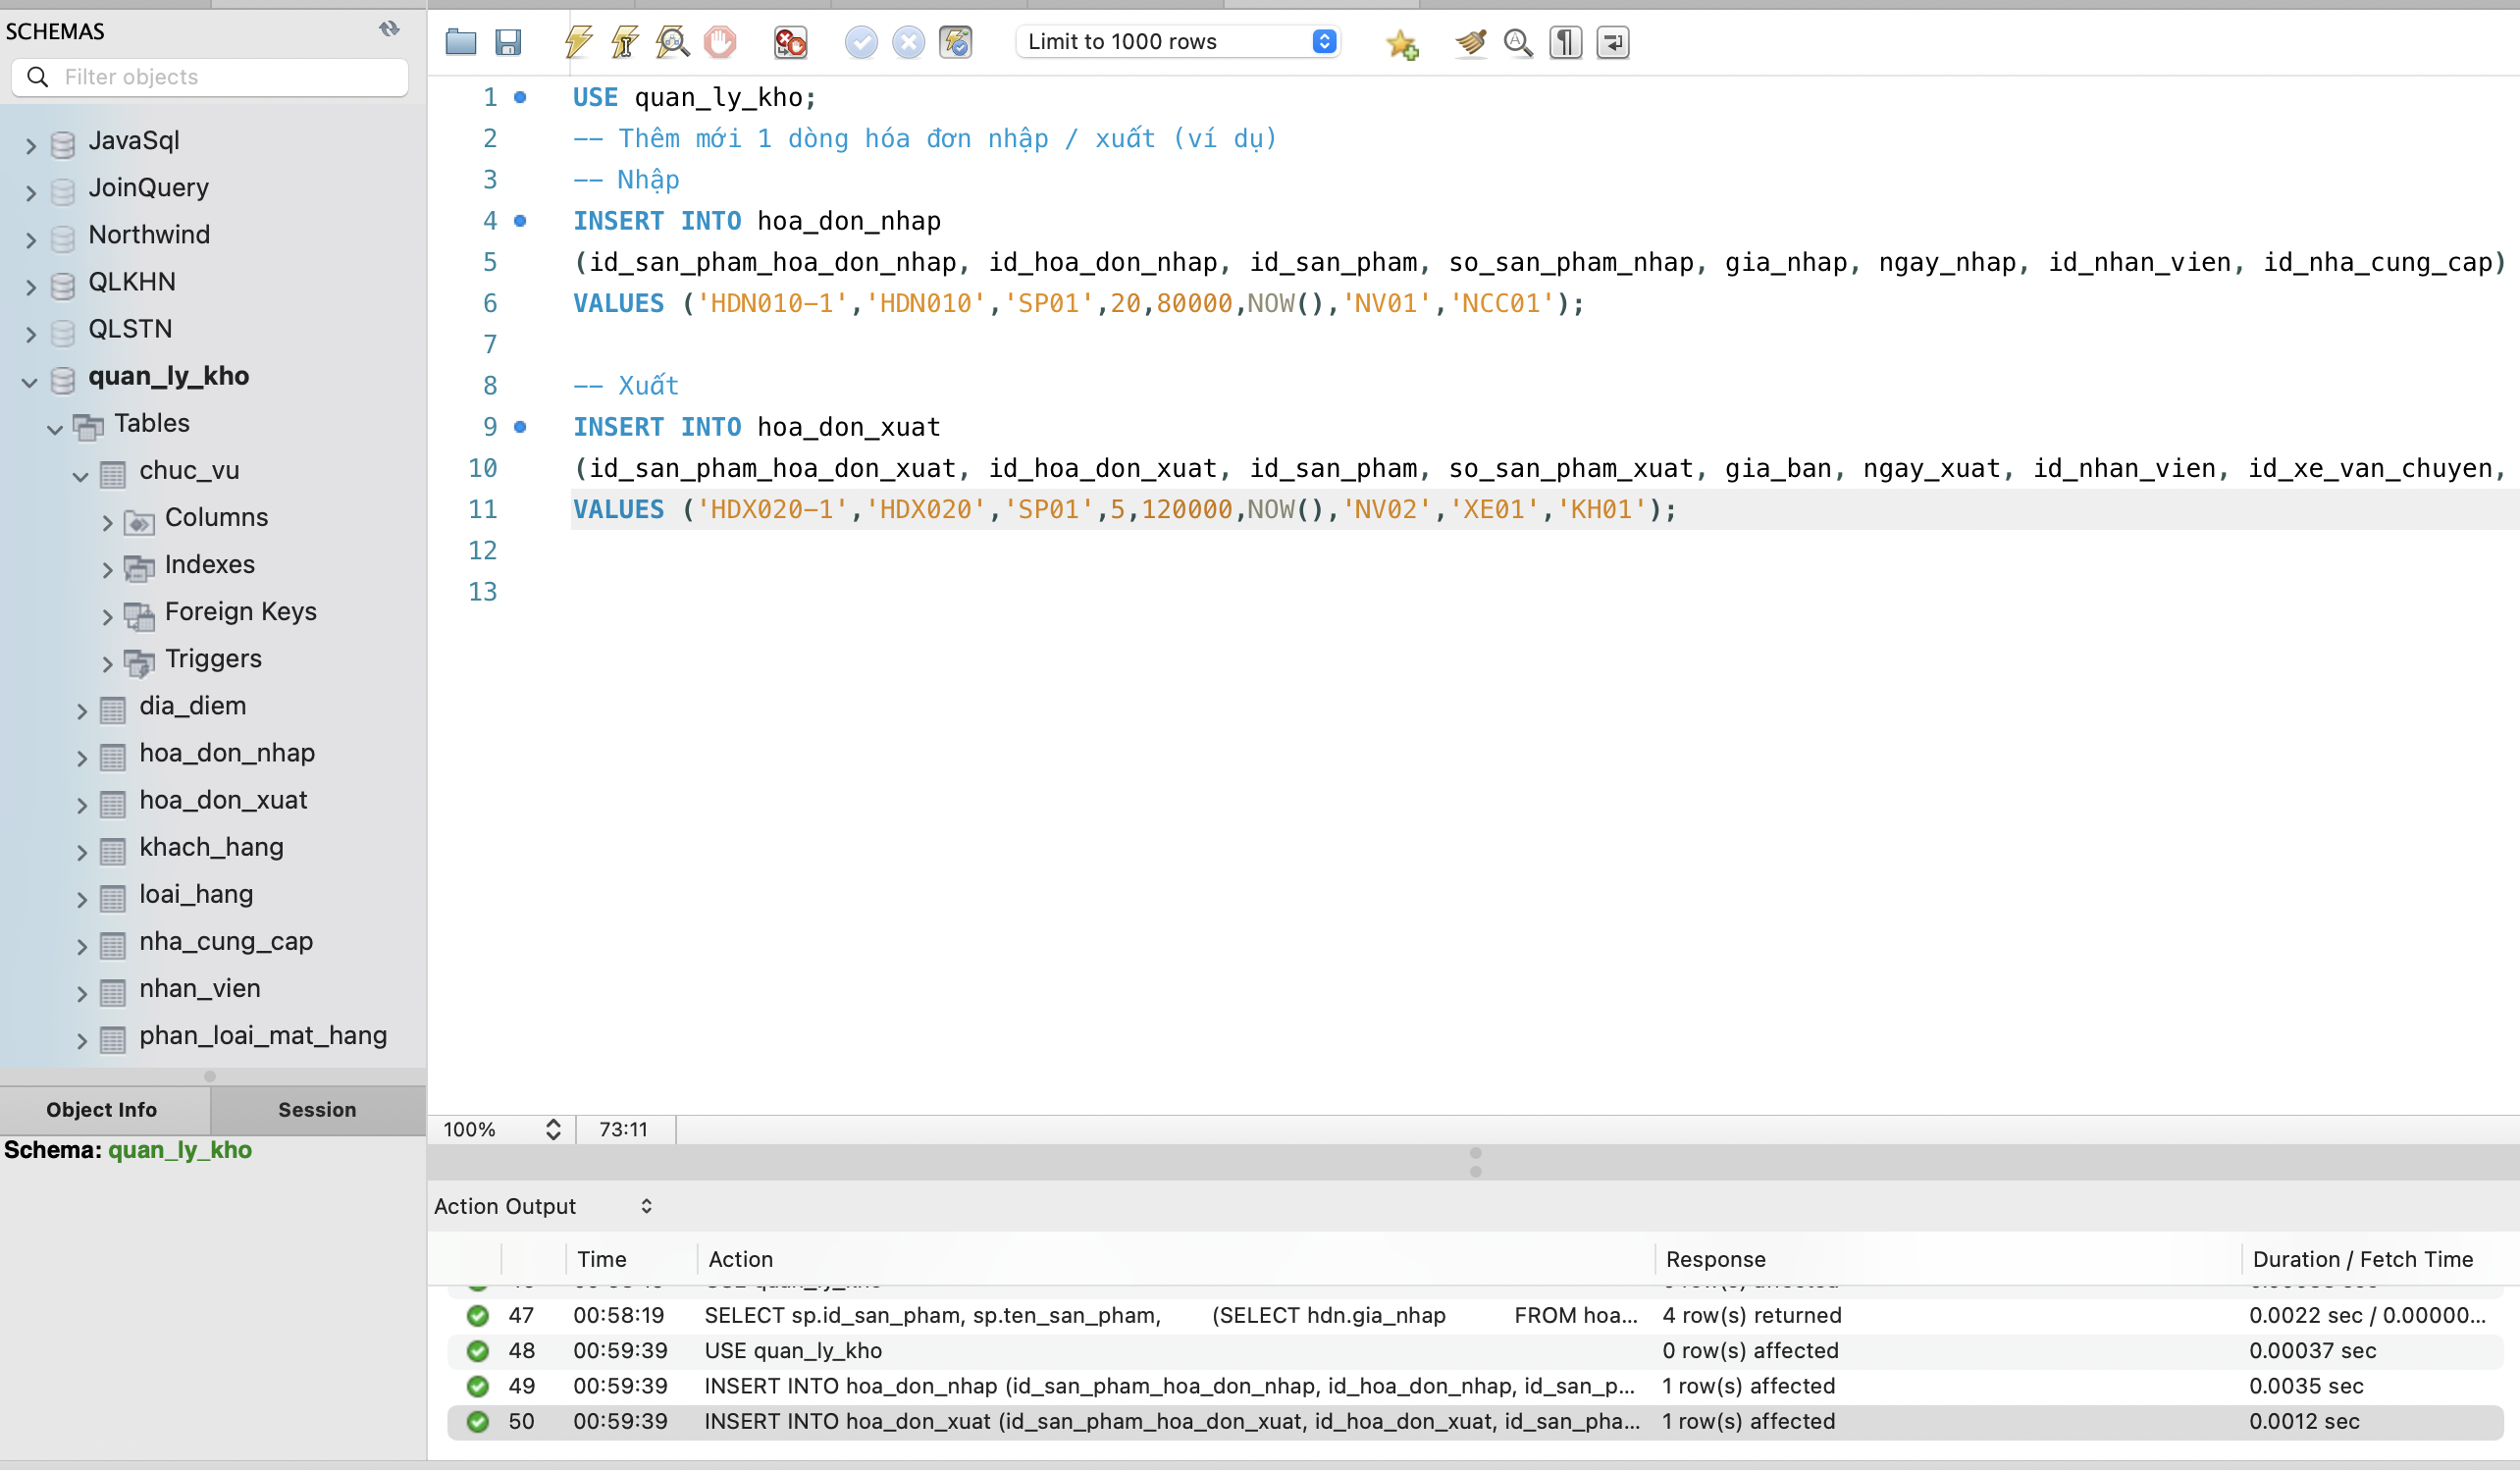 SCHEMAS
Filter objects
JavaSql
JoinQuery
Northwind
QLKHN
QLSTN
quan_ly_kho
Tables
chuc_vu
Columns
Indexes
Foreign Keys
Triggers
dia_diem
hoa_don_nhap
hoa_don_xuat
khach_hang
loai_hang
nha_cung_cap
nhan_vien
phan_loai_mat_hang
Object Info
Session
Schema: quan_ly_kho
Limit to 1000 rows
1 USE quan_ly_kho;
2 -- Thêm mới 1 dòng hóa đơn nhập / xuất (ví dụ)
3 -- Nhập
4 INSERT INTO hoa_don_nhap
5 (id_san_pham_hoa_don_nhap, id_hoa_don_nhap, id_san_pham, so_san_pham_nhap, gia_nhap, ngay_nhap, id_nhan_vien, id_nha_cung_cap)
6 VALUES ('HDN010-1','HDN010','SP01',20,80000,NOW(),'NV01','NCC01');
7
8 -- Xuất
9 INSERT INTO hoa_don_xuat
10 (id_san_pham_hoa_don_xuat, id_hoa_don_xuat, id_san_pham, so_san_pham_xuat, gia_ban, ngay_xuat, id_nhan_vien, id_xe_van_chuyen,
11 VALUES ('HDX020-1','HDX020','SP01',5,120000,NOW(),'NV02','XE01','KH01');
12
13
100% 73:11
Action Output
Time Action Response Duration / Fetch Time
47 00:58:19 SELECT sp.id_san_pham, sp.ten_san_pham, (SELECT hdn.gia_nhap FROM hoa... 4 row(s) returned 0.0022 sec / 0.00000...
48 00:59:39 USE quan_ly_kho 0 row(s) affected 0.00037 sec
49 00:59:39 INSERT INTO hoa_don_nhap (id_san_pham_hoa_don_nhap, id_hoa_don_nhap, id_san_p... 1 row(s) affected 0.0035 sec
50 00:59:39 INSERT INTO hoa_don_xuat (id_san_pham_hoa_don_xuat, id_hoa_don_xuat, id_san_pha... 1 row(s) affected 0.0012 sec